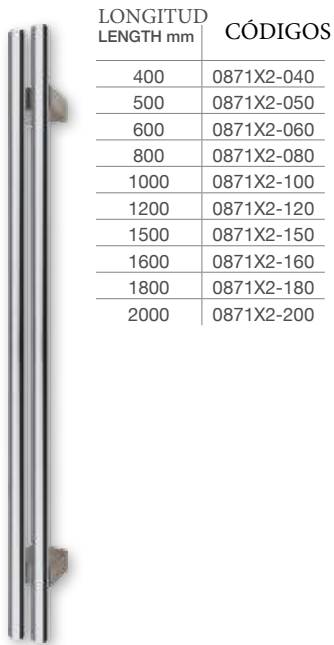 LONGITUD
LENGTH mm CÓDIGOS
400 0871X2-040
500 0871X2-050
600 0871X2-060
800 0871X2-080
1000 0871X2-100
1200 0871X2-120
1500 0871X2-150
1600 0871X2-160
1800 0871X2-180
2000 0871X2-200